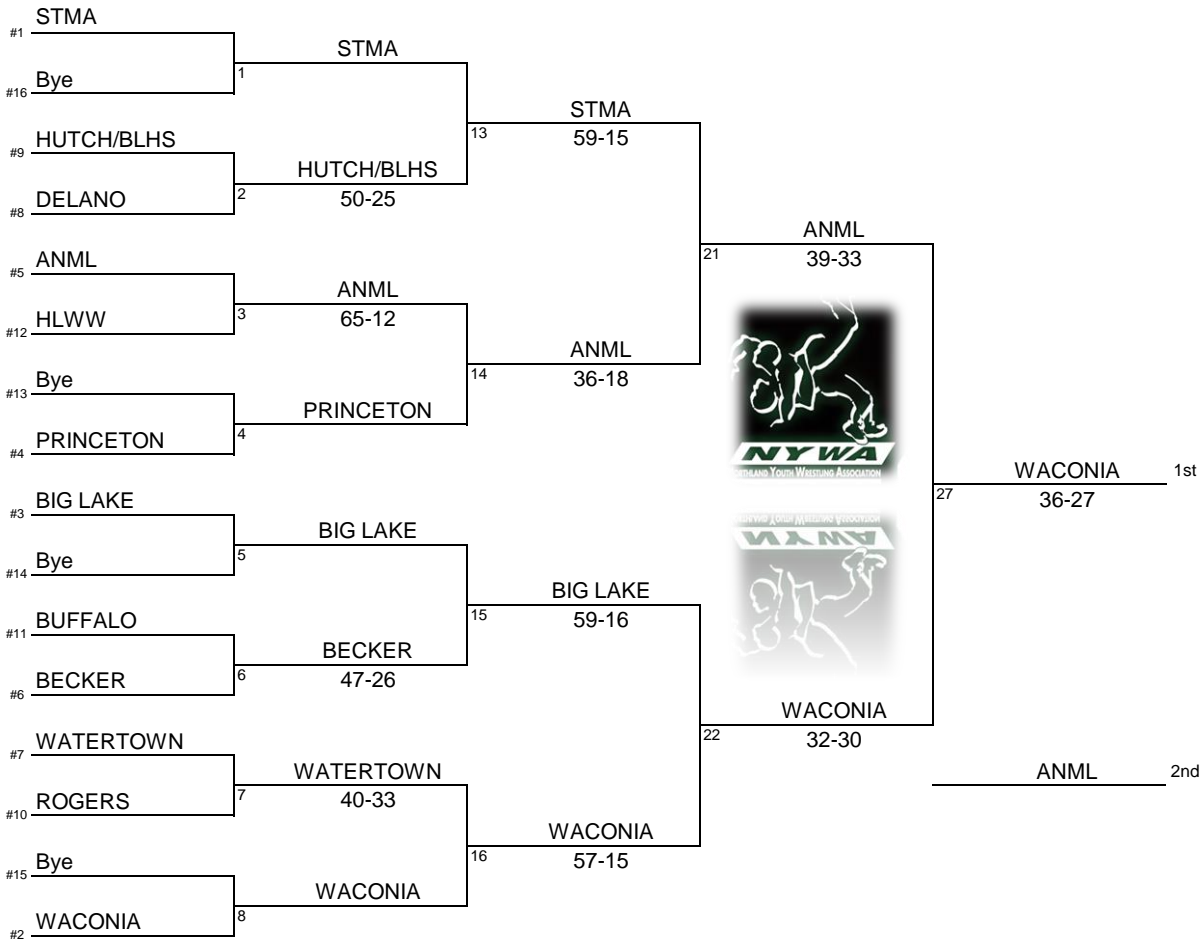 #1 STMA
#16 Bye
#9 HUTCH/BLHS
#8 DELANO
#5 ANML
#12 HLWW
#13 Bye
#4 PRINCETON
#3 BIG LAKE
#14 Bye
#11 BUFFALO
#6 BECKER
#7 WATERTOWN
#10 ROGERS
#15 Bye
#2 WACONIA
1
STMA
2
HUTCH/BLHS
50-25
3
ANML
65-12
4
PRINCETON
5
BIG LAKE
6
BECKER
47-26
7
WATERTOWN
40-33
8
WACONIA
13
STMA
59-15
14
ANML
36-18
15
BIG LAKE
59-16
16
WACONIA
57-15
21
ANML
39-33
NYWA
ORTHLAND YOUTH WRESTLING ASSOCIATION
22
WACONIA
32-30
27
WACONIA 1st
36-27
ANML 2nd